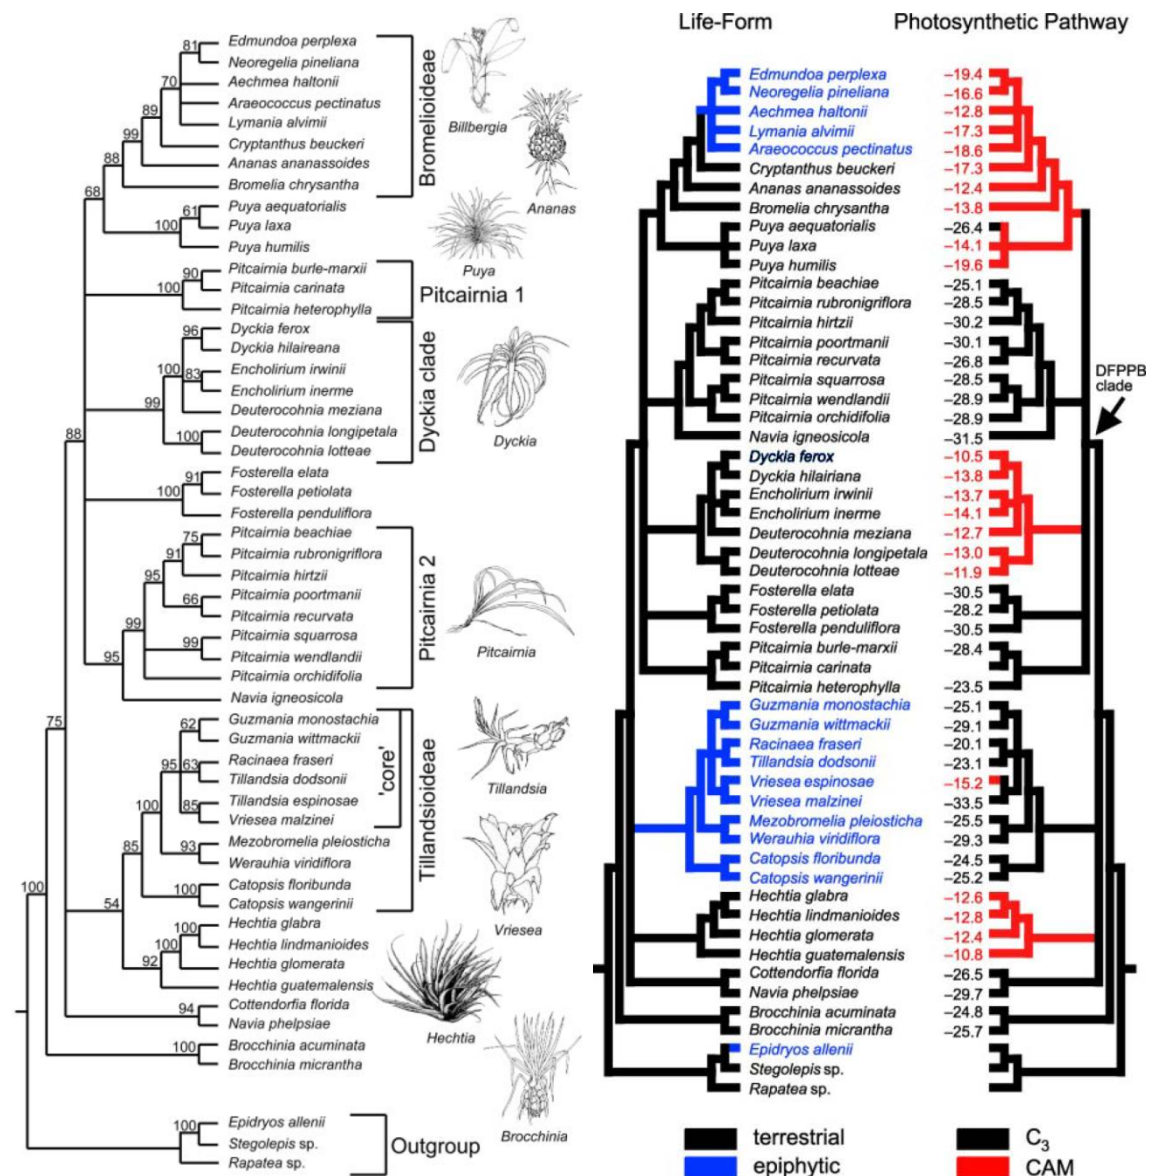 Life-Form
Photosynthetic Pathway
81
Edmundoa perplexa
Neoregelia pineliana
70
Aechmea haltonii
Araeococcus pectinatus
89
Lymania alvimii
99
Cryptanthus beuckeri
88
Ananas ananassoides
68
Bromelia chrysantha
Bromelioideae
Billbergia
Ananas
61
Puya aequatorialis
100
Puya laxa
Puya humilis
Puya
90
Pitcairnia burle-marxii
100
Pitcairnia carinata
Pitcairnia heterophylla
Pitcairnia 1
96
Dyckia ferox
Dyckia hilaireana
100
83
Encholirium irwinii
Encholirium inerme
99
Deuterocohnia meziana
100
Deuterocohnia longipetala
Deuterocohnia lotteae
Dyckia clade
Dyckia
88
91
Fosterella elata
100
Fosterella petiolata
Fosterella penduliflora
75
Pitcairnia beachiae
91
Pitcairnia rubronigriflora
95
Pitcairnia hirtzii
66
Pitcairnia poortmanii
Pitcairnia recurvata
99
99
Pitcairnia squarrosa
Pitcairnia wendlandii
95
Pitcairnia orchidifolia
Navia igneosicola
Pitcairnia 2
Pitcairnia
75
62
Guzmania monostachia
Guzmania wittmackii
95
63
Racinaea fraseri
Tillandsia dodsonii
100
85
Tillandsia espinosae
Vriesea malzinei
'core'
85
93
Mezobromelia pleiosticha
Werauhia viridiflora
100
Catopsis floribunda
Catopsis wangerinii
Tillandsioideae
Tillandsia
Vriesea
100
54
100
Hechtia glabra
100
Hechtia lindmanioides
92
Hechtia glomerata
Hechtia guatemalensis
Hechtia
94
Cottendorfia florida
Navia phelpsiae
100
Brocchinia acuminata
Brocchinia micrantha
Brocchinia
100
Epidryos allenii
Stegolepis sp.
Rapatea sp.
Outgroup
Edmundoa perplexa −19.4
Neoregelia pineliana −16.6
Aechmea haltonii −12.8
Lymania alvimii −17.3
Araeococcus pectinatus −18.6
Cryptanthus beuckeri −17.3
Ananas ananassoides −12.4
Bromelia chrysantha −13.8
Puya aequatorialis −26.4
Puya laxa −14.1
Puya humilis −19.6
Pitcairnia beachiae −25.1
Pitcairnia rubronigriflora −28.5
Pitcairnia hirtzii −30.2
Pitcairnia poortmanii −30.1
Pitcairnia recurvata −26.8
Pitcairnia squarrosa −28.5
Pitcairnia wendlandii −28.9
Pitcairnia orchidifolia −28.9
Navia igneosicola −31.5
DFPPB
clade
Dyckia ferox −10.5
Dyckia hilairiana −13.8
Encholirium irwinii −13.7
Encholirium inerme −14.1
Deuterocohnia meziana −12.7
Deuterocohnia longipetala −13.0
Deuterocohnia lotteae −11.9
Fosterella elata −30.5
Fosterella petiolata −28.2
Fosterella penduliflora −30.5
Pitcairnia burle-marxii −28.4
Pitcairnia carinata
Pitcairnia heterophylla −23.5
Guzmania monostachia −25.1
Guzmania wittmackii −29.1
Racinaea fraseri −20.1
Tillandsia dodsonii −23.1
Vriesea espinosae −15.2
Vriesea malzinei −33.5
Mezobromelia pleiosticha −25.5
Werauhia viridiflora −29.3
Catopsis floribunda −24.5
Catopsis wangerinii −25.2
Hechtia glabra −12.6
Hechtia lindmanioides −12.8
Hechtia glomerata −12.4
Hechtia guatemalensis −10.8
Cottendorfia florida −26.5
Navia phelpsiae −29.7
Brocchinia acuminata −24.8
Brocchinia micrantha −25.7
Epidryos allenii
Stegolepis sp.
Rapatea sp.
terrestrial
epiphytic
C3
CAM